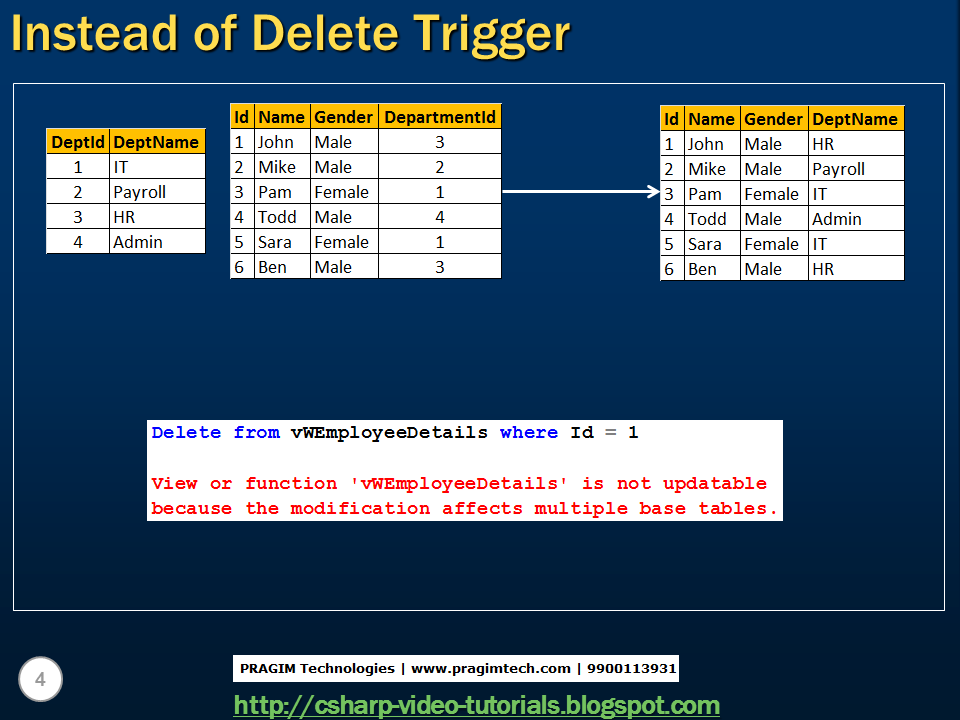 Instead of Delete Trigger
DeptId DeptName
1 IT
2 Payroll
3 HR
4 Admin
Id Name Gender DepartmentId
1 John Male 3
2 Mike Male 2
3 Pam Female 1
4 Todd Male 4
5 Sara Female 1
6 Ben Male 3
Id Name Gender DeptName
1 John Male HR
2 Mike Male Payroll
3 Pam Female IT
4 Todd Male Admin
5 Sara Female IT
6 Ben Male HR
Delete from vWEmployeeDetails where Id = 1
View or function 'vWEmployeeDetails' is not updatable
because the modification affects multiple base tables.
4
PRAGIM Technologies | www.pragimtech.com | 9900113931
http://csharp-video-tutorials.blogspot.com